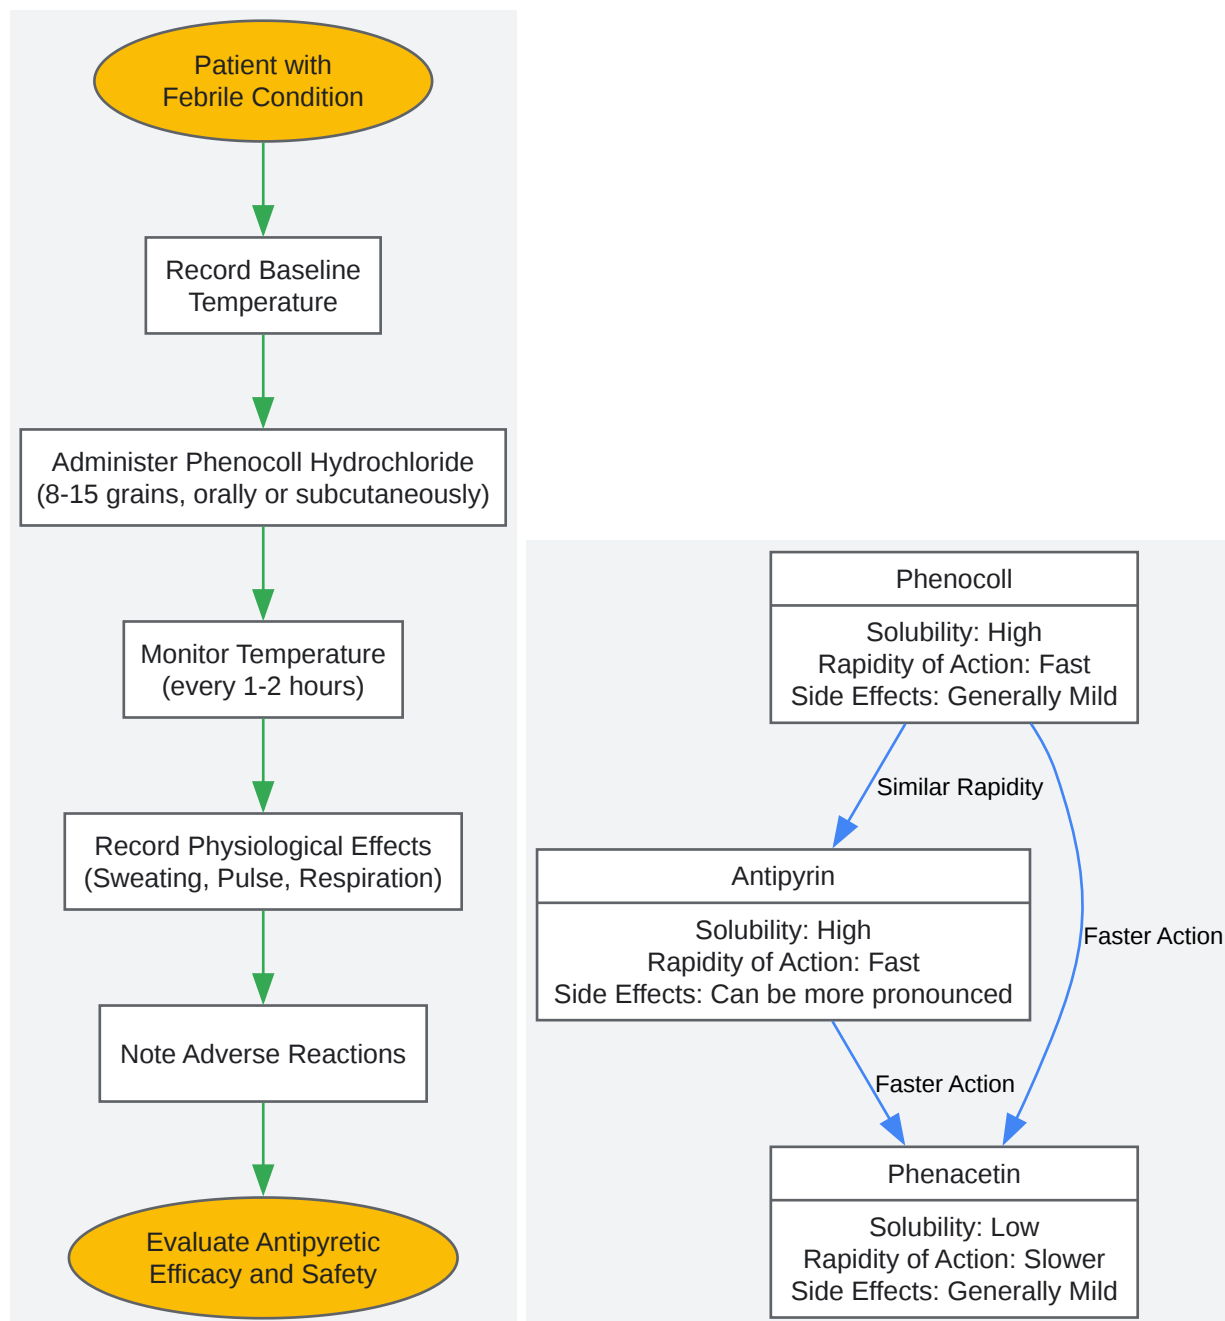 Patient with
Febrile Condition
Record Baseline
Temperature
Administer Phenocoll Hydrochloride
(8-15 grains, orally or subcutaneously)
Monitor Temperature
(every 1-2 hours)
Record Physiological Effects
(Sweating, Pulse, Respiration)
Note Adverse Reactions
Evaluate Antipyretic
Efficacy and Safety
Phenocoll
Solubility: High
Rapidity of Action: Fast
Side Effects: Generally Mild
Similar Rapidity
Antipyrin
Solubility: High
Rapidity of Action: Fast
Side Effects: Can be more pronounced
Faster Action
Faster Action
Phenacetin
Solubility: Low
Rapidity of Action: Slower
Side Effects: Generally Mild